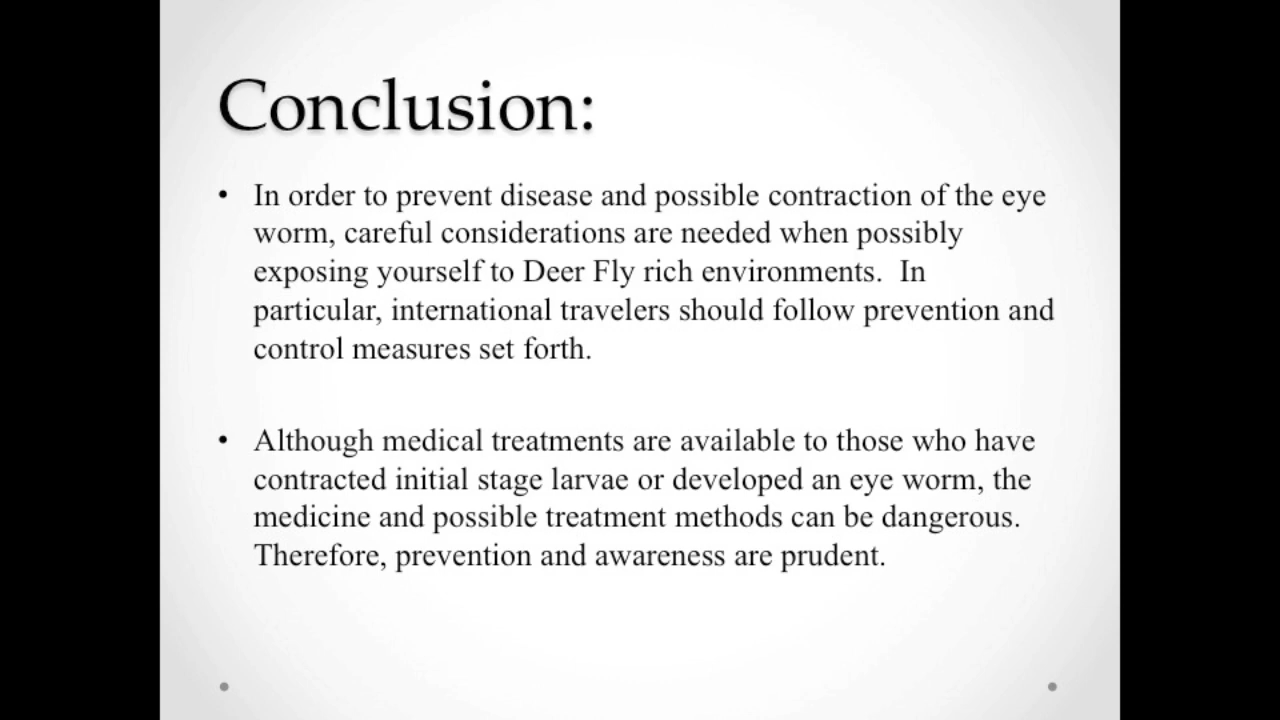 Conclusion:
• In order to prevent disease and possible contraction of the eye
worm, careful considerations are needed when possibly
exposing yourself to Deer Fly rich environments.  In
particular, international travelers should follow prevention and
control measures set forth.
• Although medical treatments are available to those who have
contracted initial stage larvae or developed an eye worm, the
medicine and possible treatment methods can be dangerous.
Therefore, prevention and awareness are prudent.